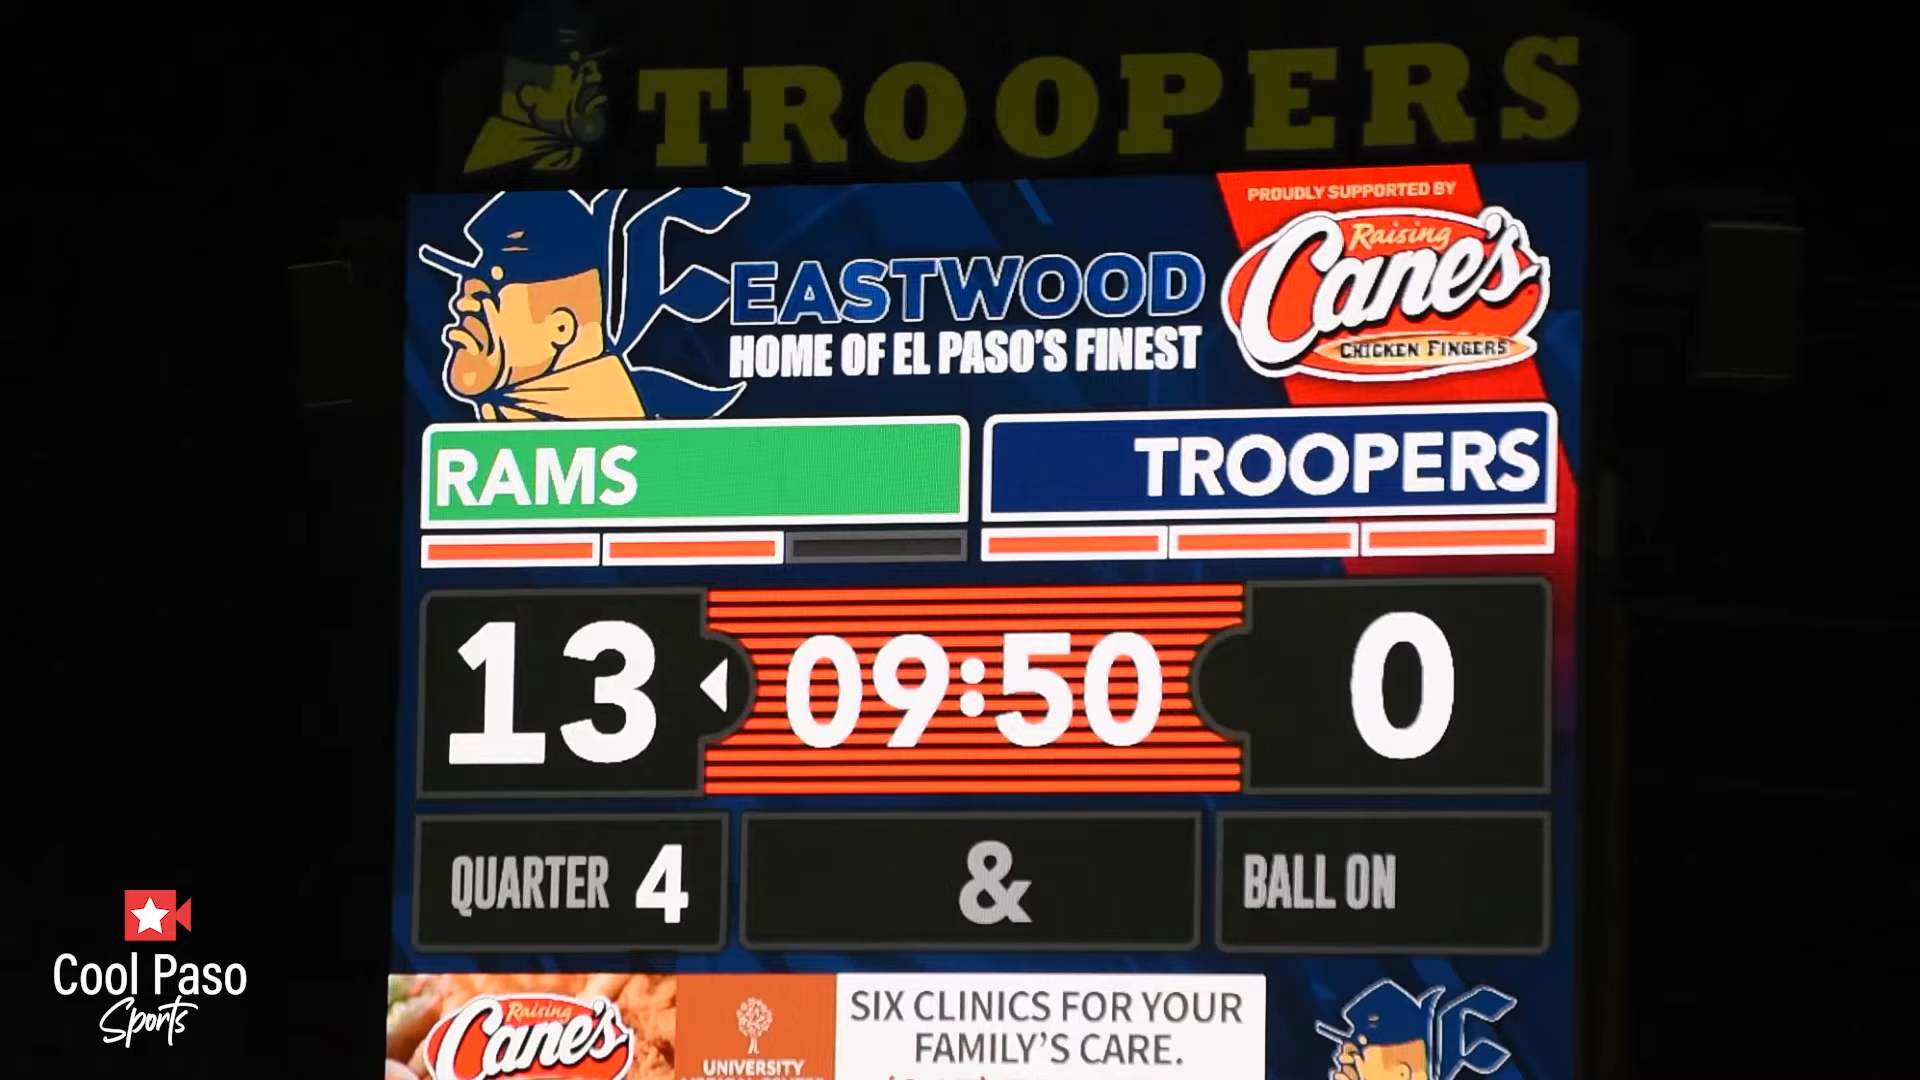 TROOPERS
PROUDLY SUPPORTED BY
Raising
Cane's
CHICKEN FINGERS
EASTWOOD
HOME OF EL PASO'S FINEST
RAMS
TROOPERS
13
09:50
0
QUARTER 4
&
BALL ON
Raising
Cane's
UNIVERSITY
SIX CLINICS FOR YOUR
FAMILY'S CARE.
Cool Paso
Sports